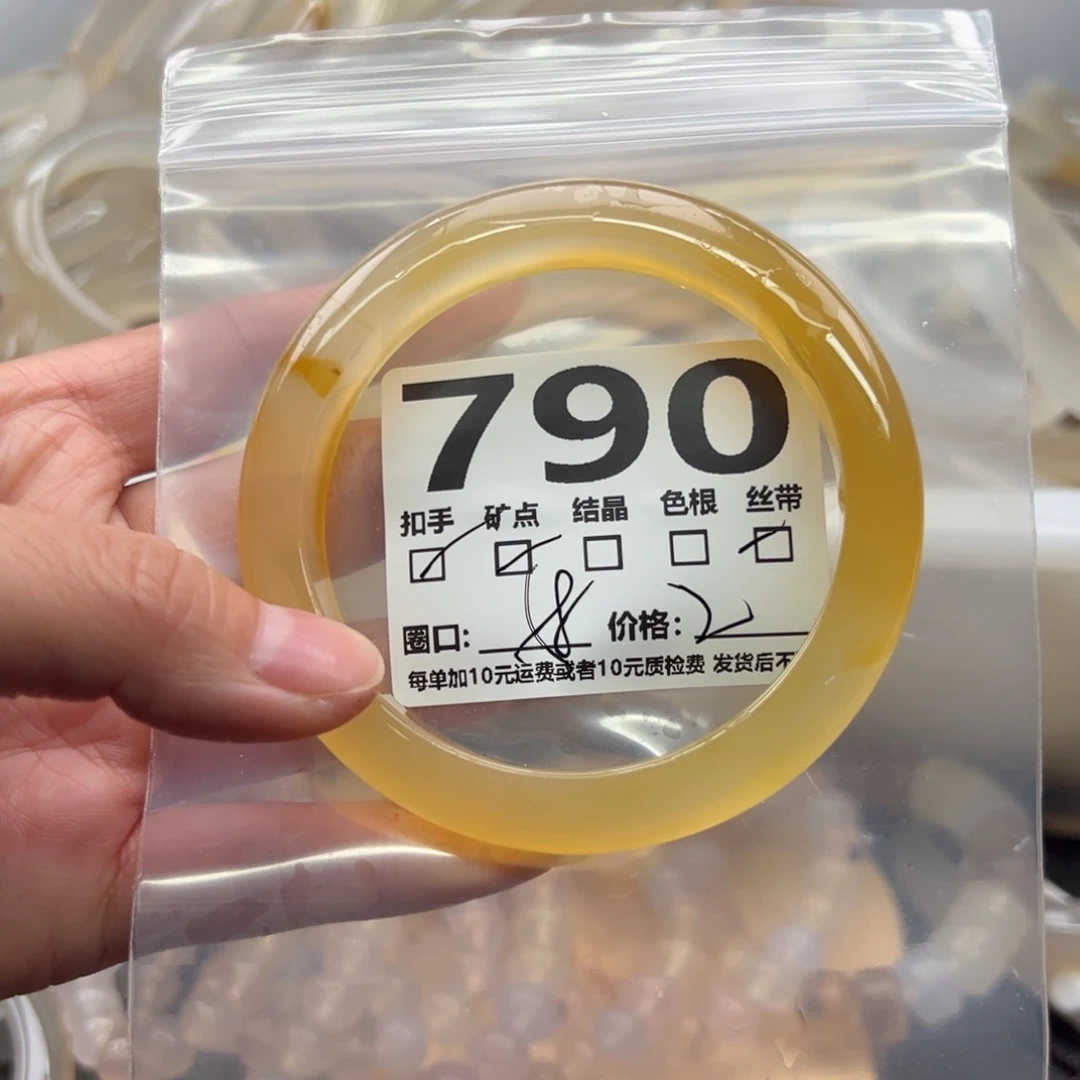 790
扣手 矿点 结晶 色根 丝带
圈口: 价格:
每单加10元运费或者10元质检费 发货后不